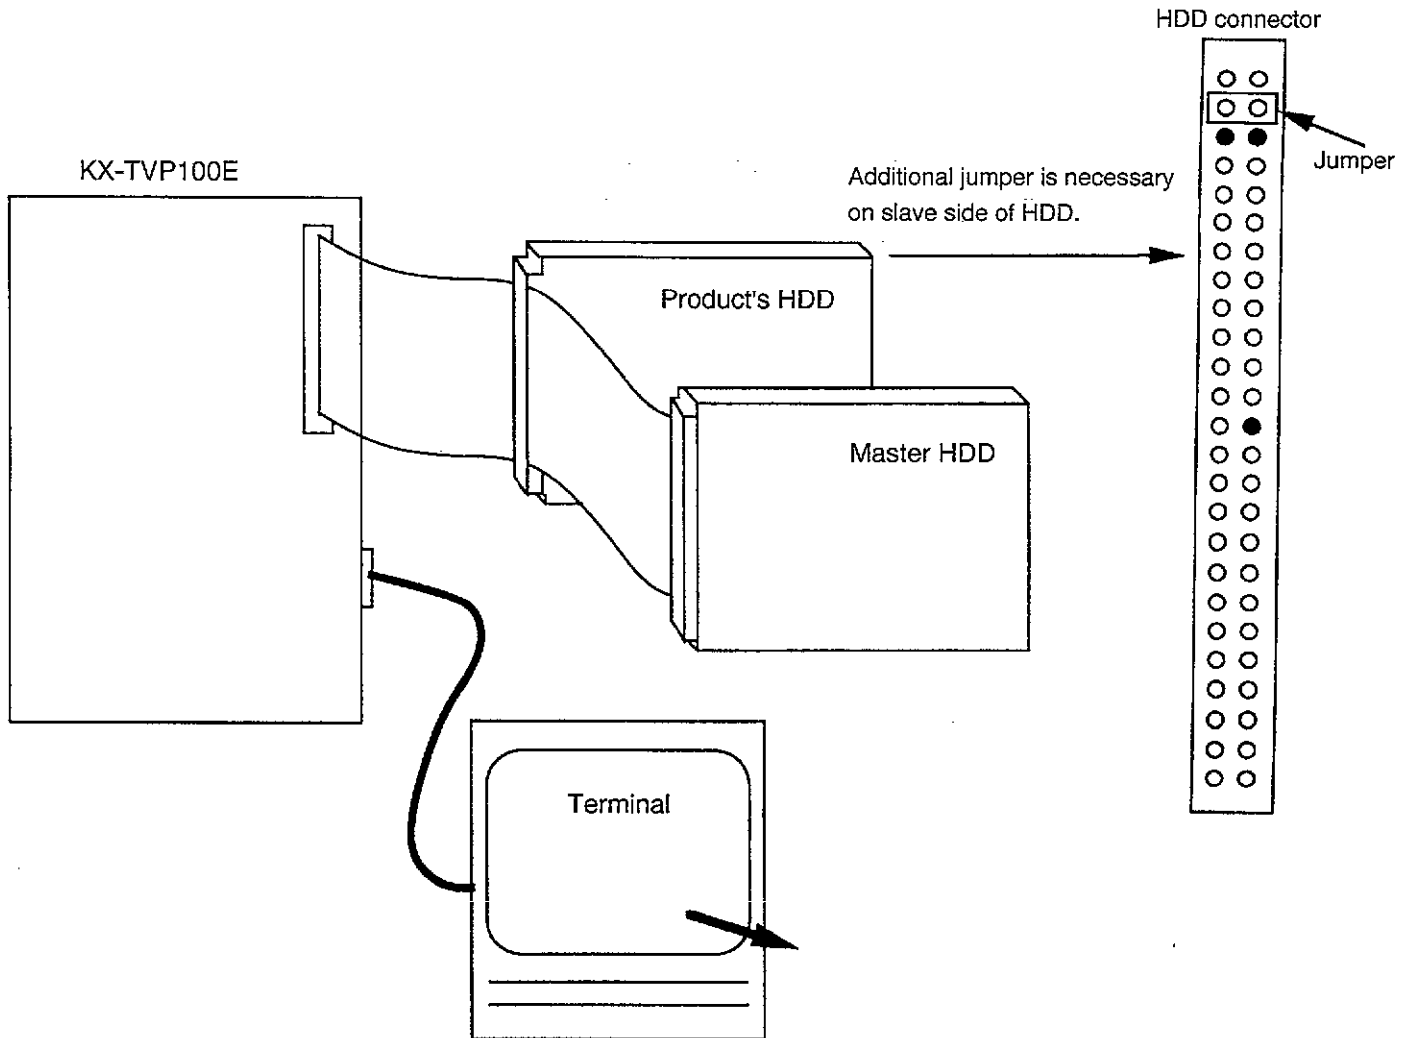 HDD connector
Jumper
KX-TVP100E
Additional jumper is necessary
on slave side of HDD.
Product's HDD
Master HDD
Terminal